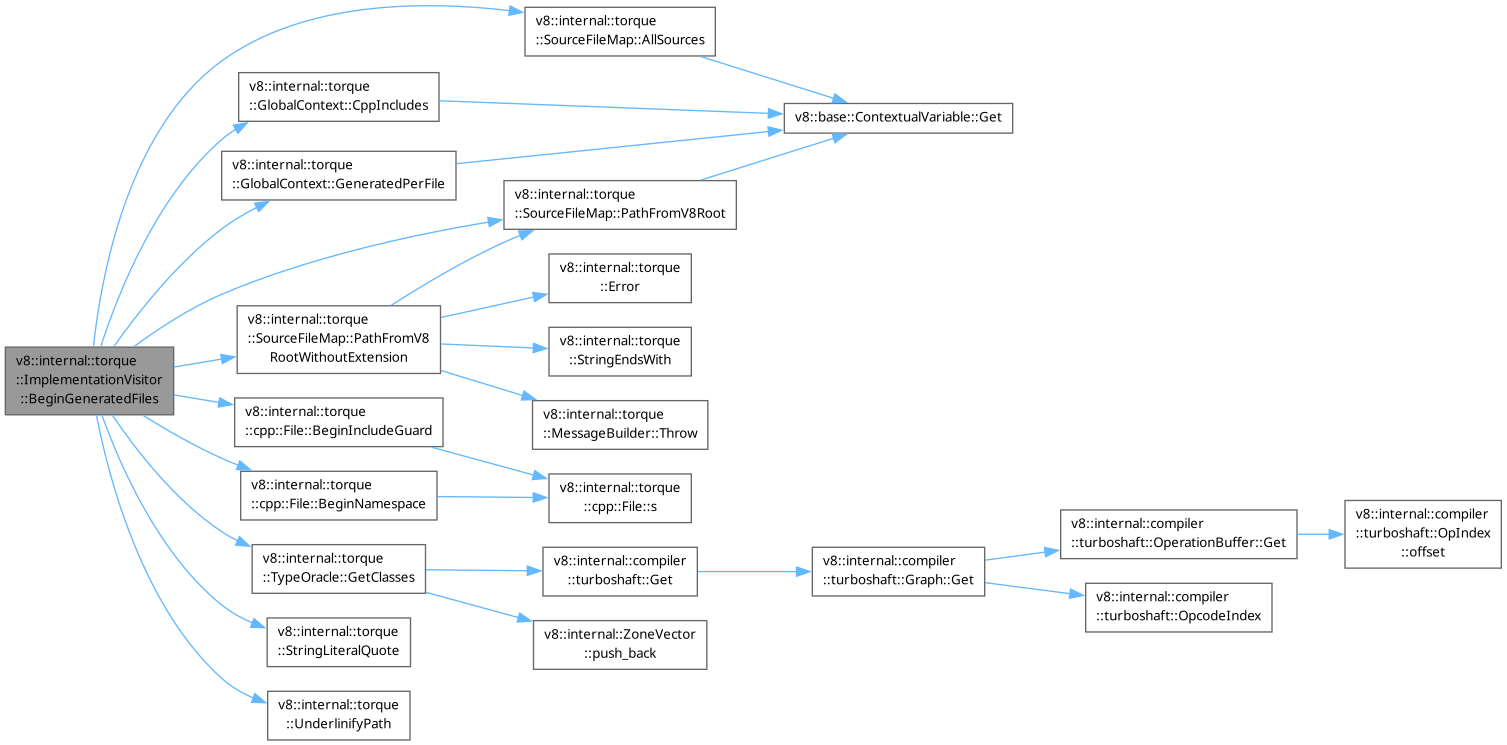 v8::internal::torque
::ImplementationVisitor
::BeginGeneratedFiles
v8::internal::torque
::SourceFileMap::AllSources
v8::internal::torque
::GlobalContext::CppIncludes
v8::base::ContextualVariable::Get
v8::internal::torque
::GlobalContext::GeneratedPerFile
v8::internal::torque
::SourceFileMap::PathFromV8Root
v8::internal::torque
::SourceFileMap::PathFromV8
RootWithoutExtension
v8::internal::torque
::Error
v8::internal::torque
::StringEndsWith
v8::internal::torque
::MessageBuilder::Throw
v8::internal::torque
::cpp::File::BeginIncludeGuard
v8::internal::torque
::cpp::File::BeginNamespace
v8::internal::torque
::cpp::File::s
v8::internal::torque
::TypeOracle::GetClasses
v8::internal::compiler
::turboshaft::Get
v8::internal::compiler
::turboshaft::Graph::Get
v8::internal::compiler
::turboshaft::OperationBuffer::Get
v8::internal::compiler
::turboshaft::OpIndex
::offset
v8::internal::compiler
::turboshaft::OpcodeIndex
v8::internal::ZoneVector
::push_back
v8::internal::torque
::StringLiteralQuote
v8::internal::torque
::UnderlinifyPath